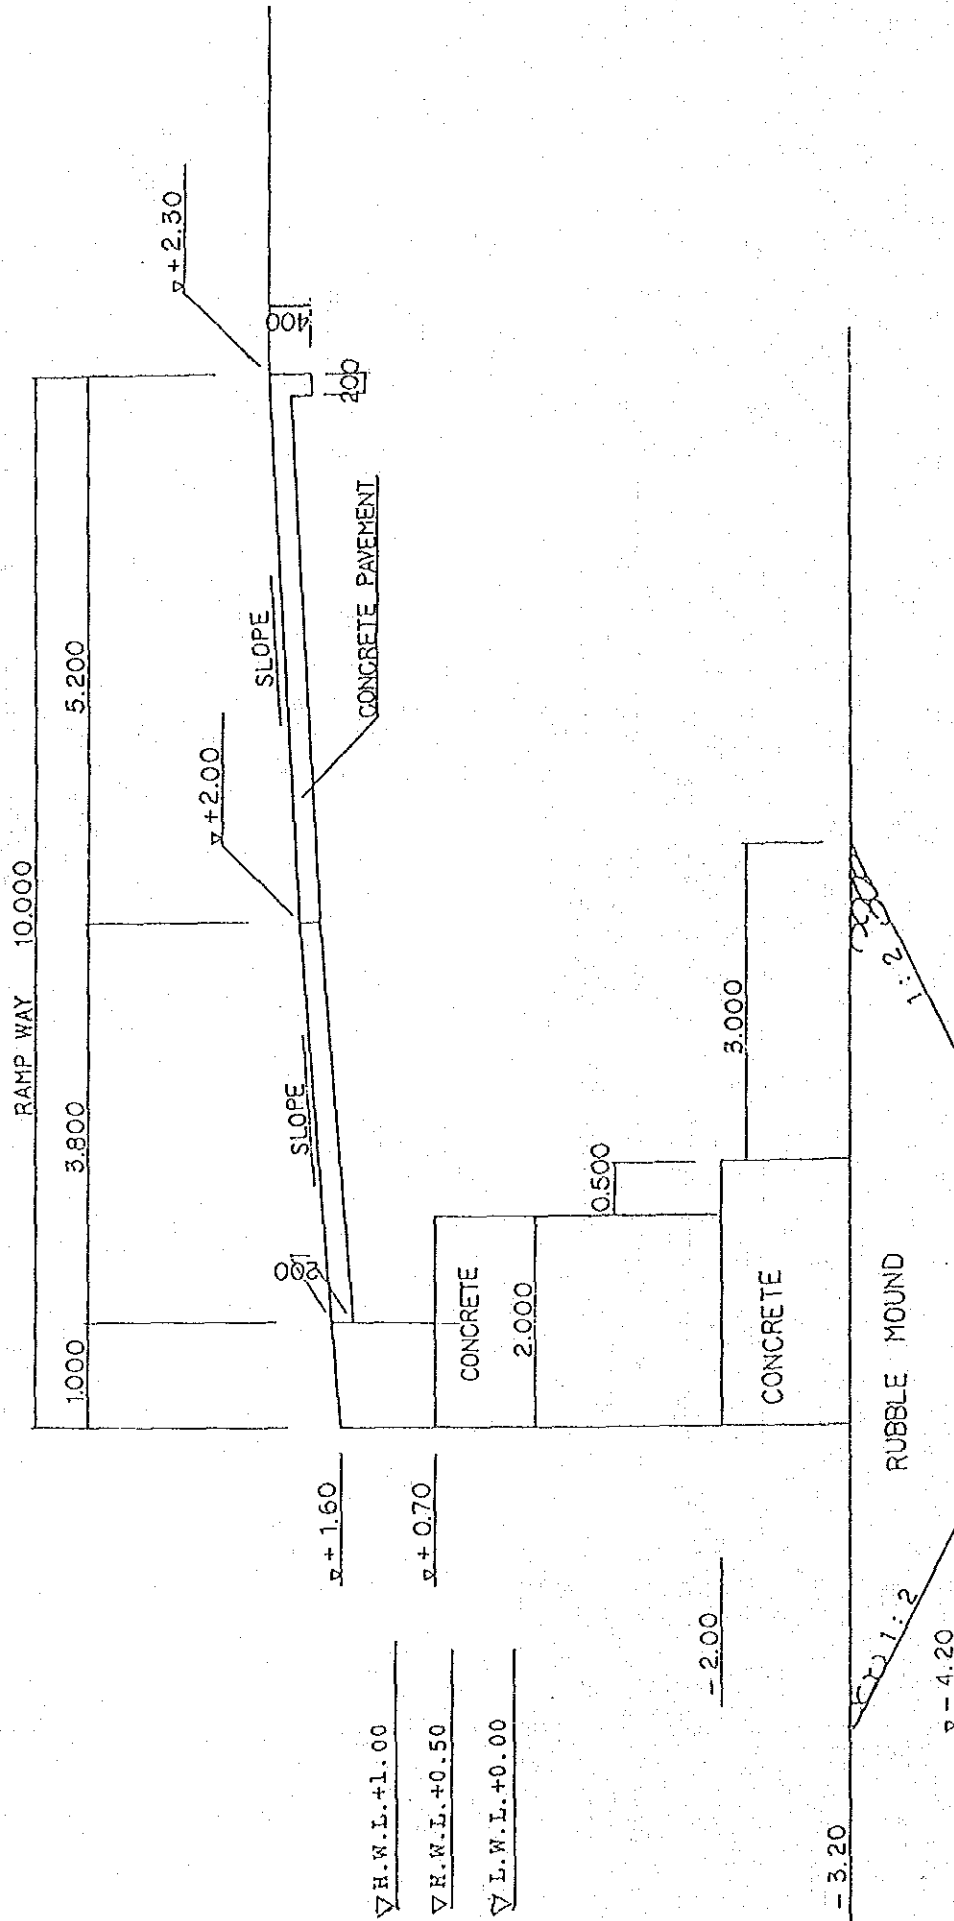 RAMP WAY 10.000
1.000
3.800
5.200
▽+2.30
▽+2.00
400
200
SLOPE
SLOPE
CONCRETE PAVEMENT
200
▽+1.60
▽+0.70
▽H.W.L.+1.00
▽H.W.L.+0.50
▽L.W.L.+0.00
CONCRETE
2.000
0.500
3.000
-2.00
CONCRETE
-3.20
RUBBLE MOUND
1:2
1:2
▽-4.20